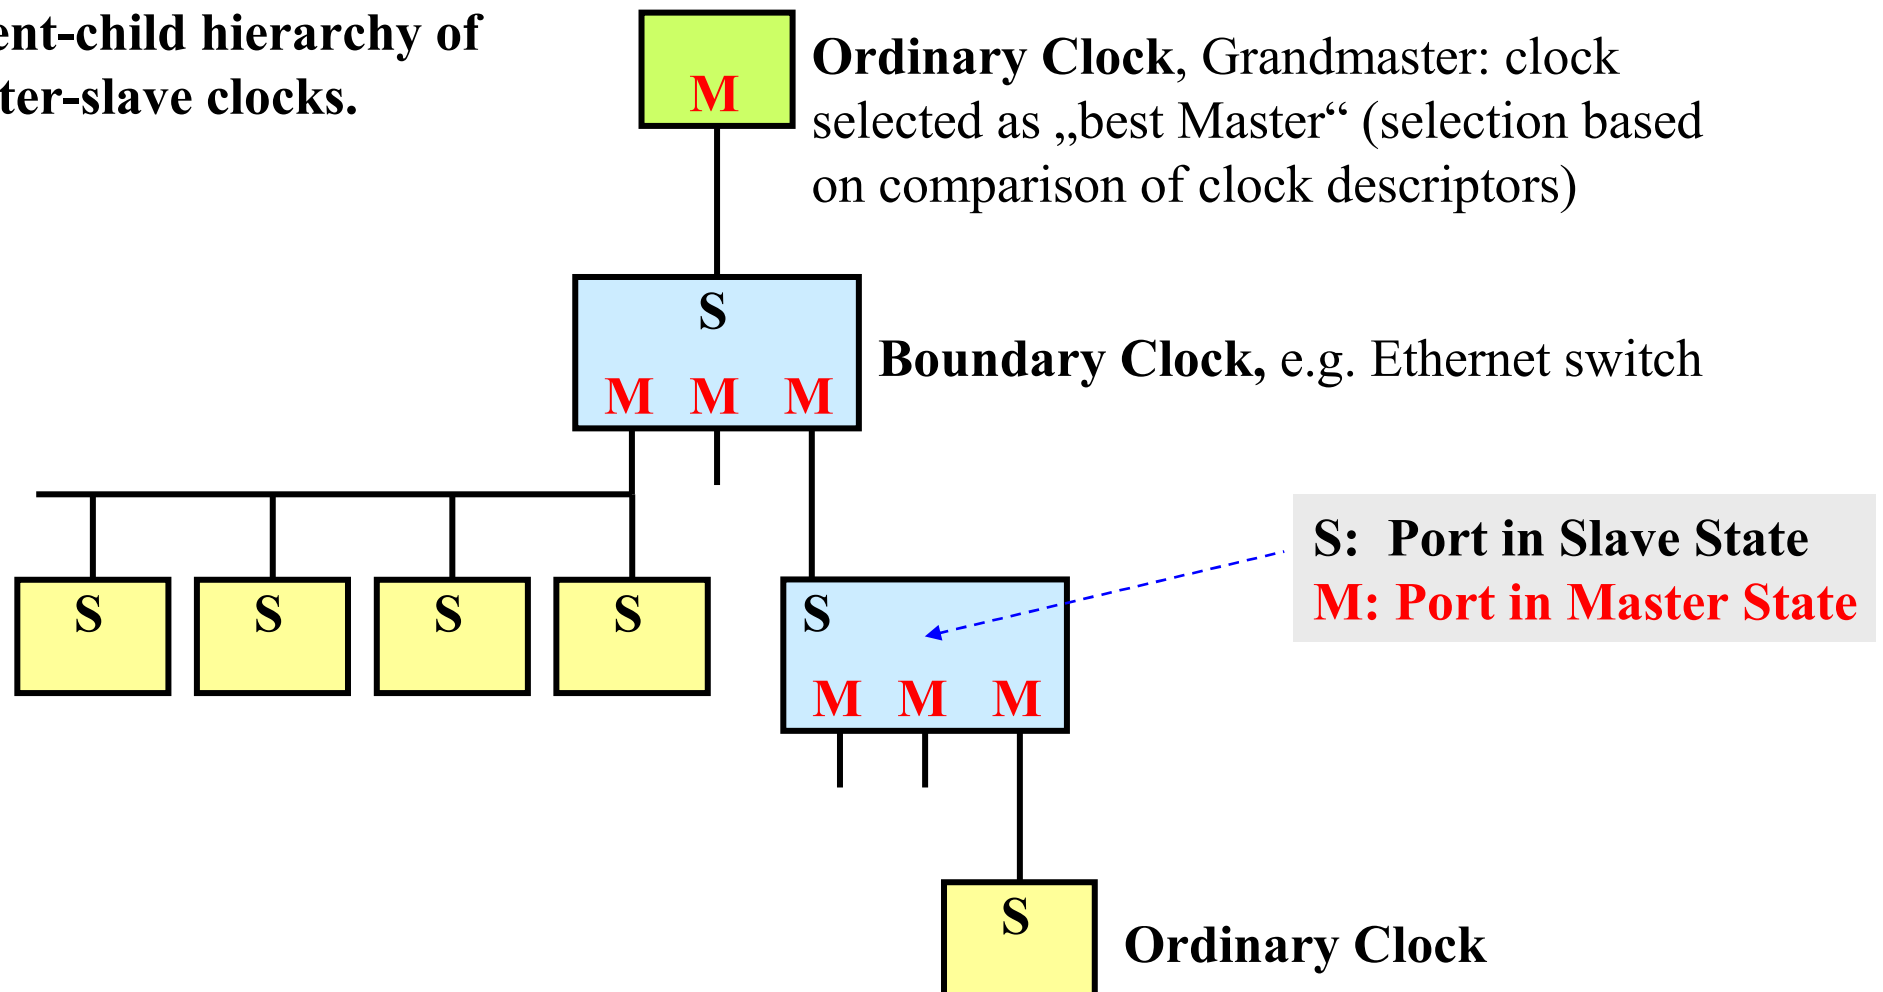 ent-child hierarchy of
ter-slave clocks.
M
Ordinary Clock, Grandmaster: clock
selected as „best Master“ (selection based
on comparison of clock descriptors)
S
M M M
Boundary Clock, e.g. Ethernet switch
S: Port in Slave State
M: Port in Master State
S S S S S
M M M
S
Ordinary Clock